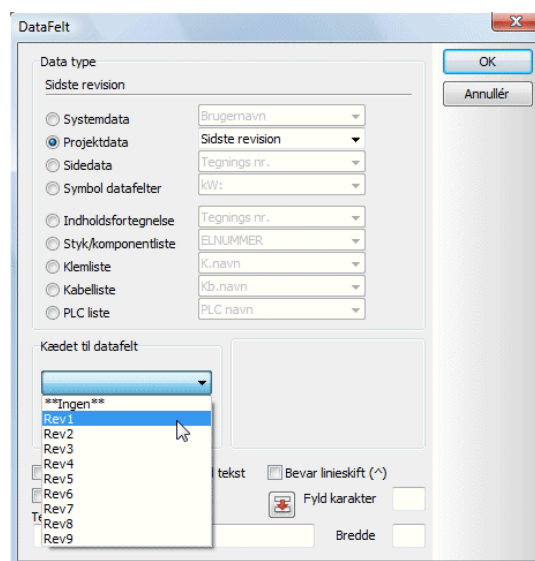 DataFelt
Data type
OK
Sidste revision
Annullér
Systemdata Brugernavn
Projektdata Sidste revision
Sidedata Tegnings nr.
Symbol datafelter kW:
Indholdsfortegnelse Tegnings nr.
Styk/komponentliste ELNUMMER
Klemliste K.navn
Kabelliste Kb.navn
PLC liste PLC navn
Kædet til datafelt
**Ingen**
Rev1
Rev2
Rev3
Rev4
Rev5
Rev6
Rev7
Rev8
Rev9
tekst Bevar linieskift (^)
Fyld karakter
Bredde